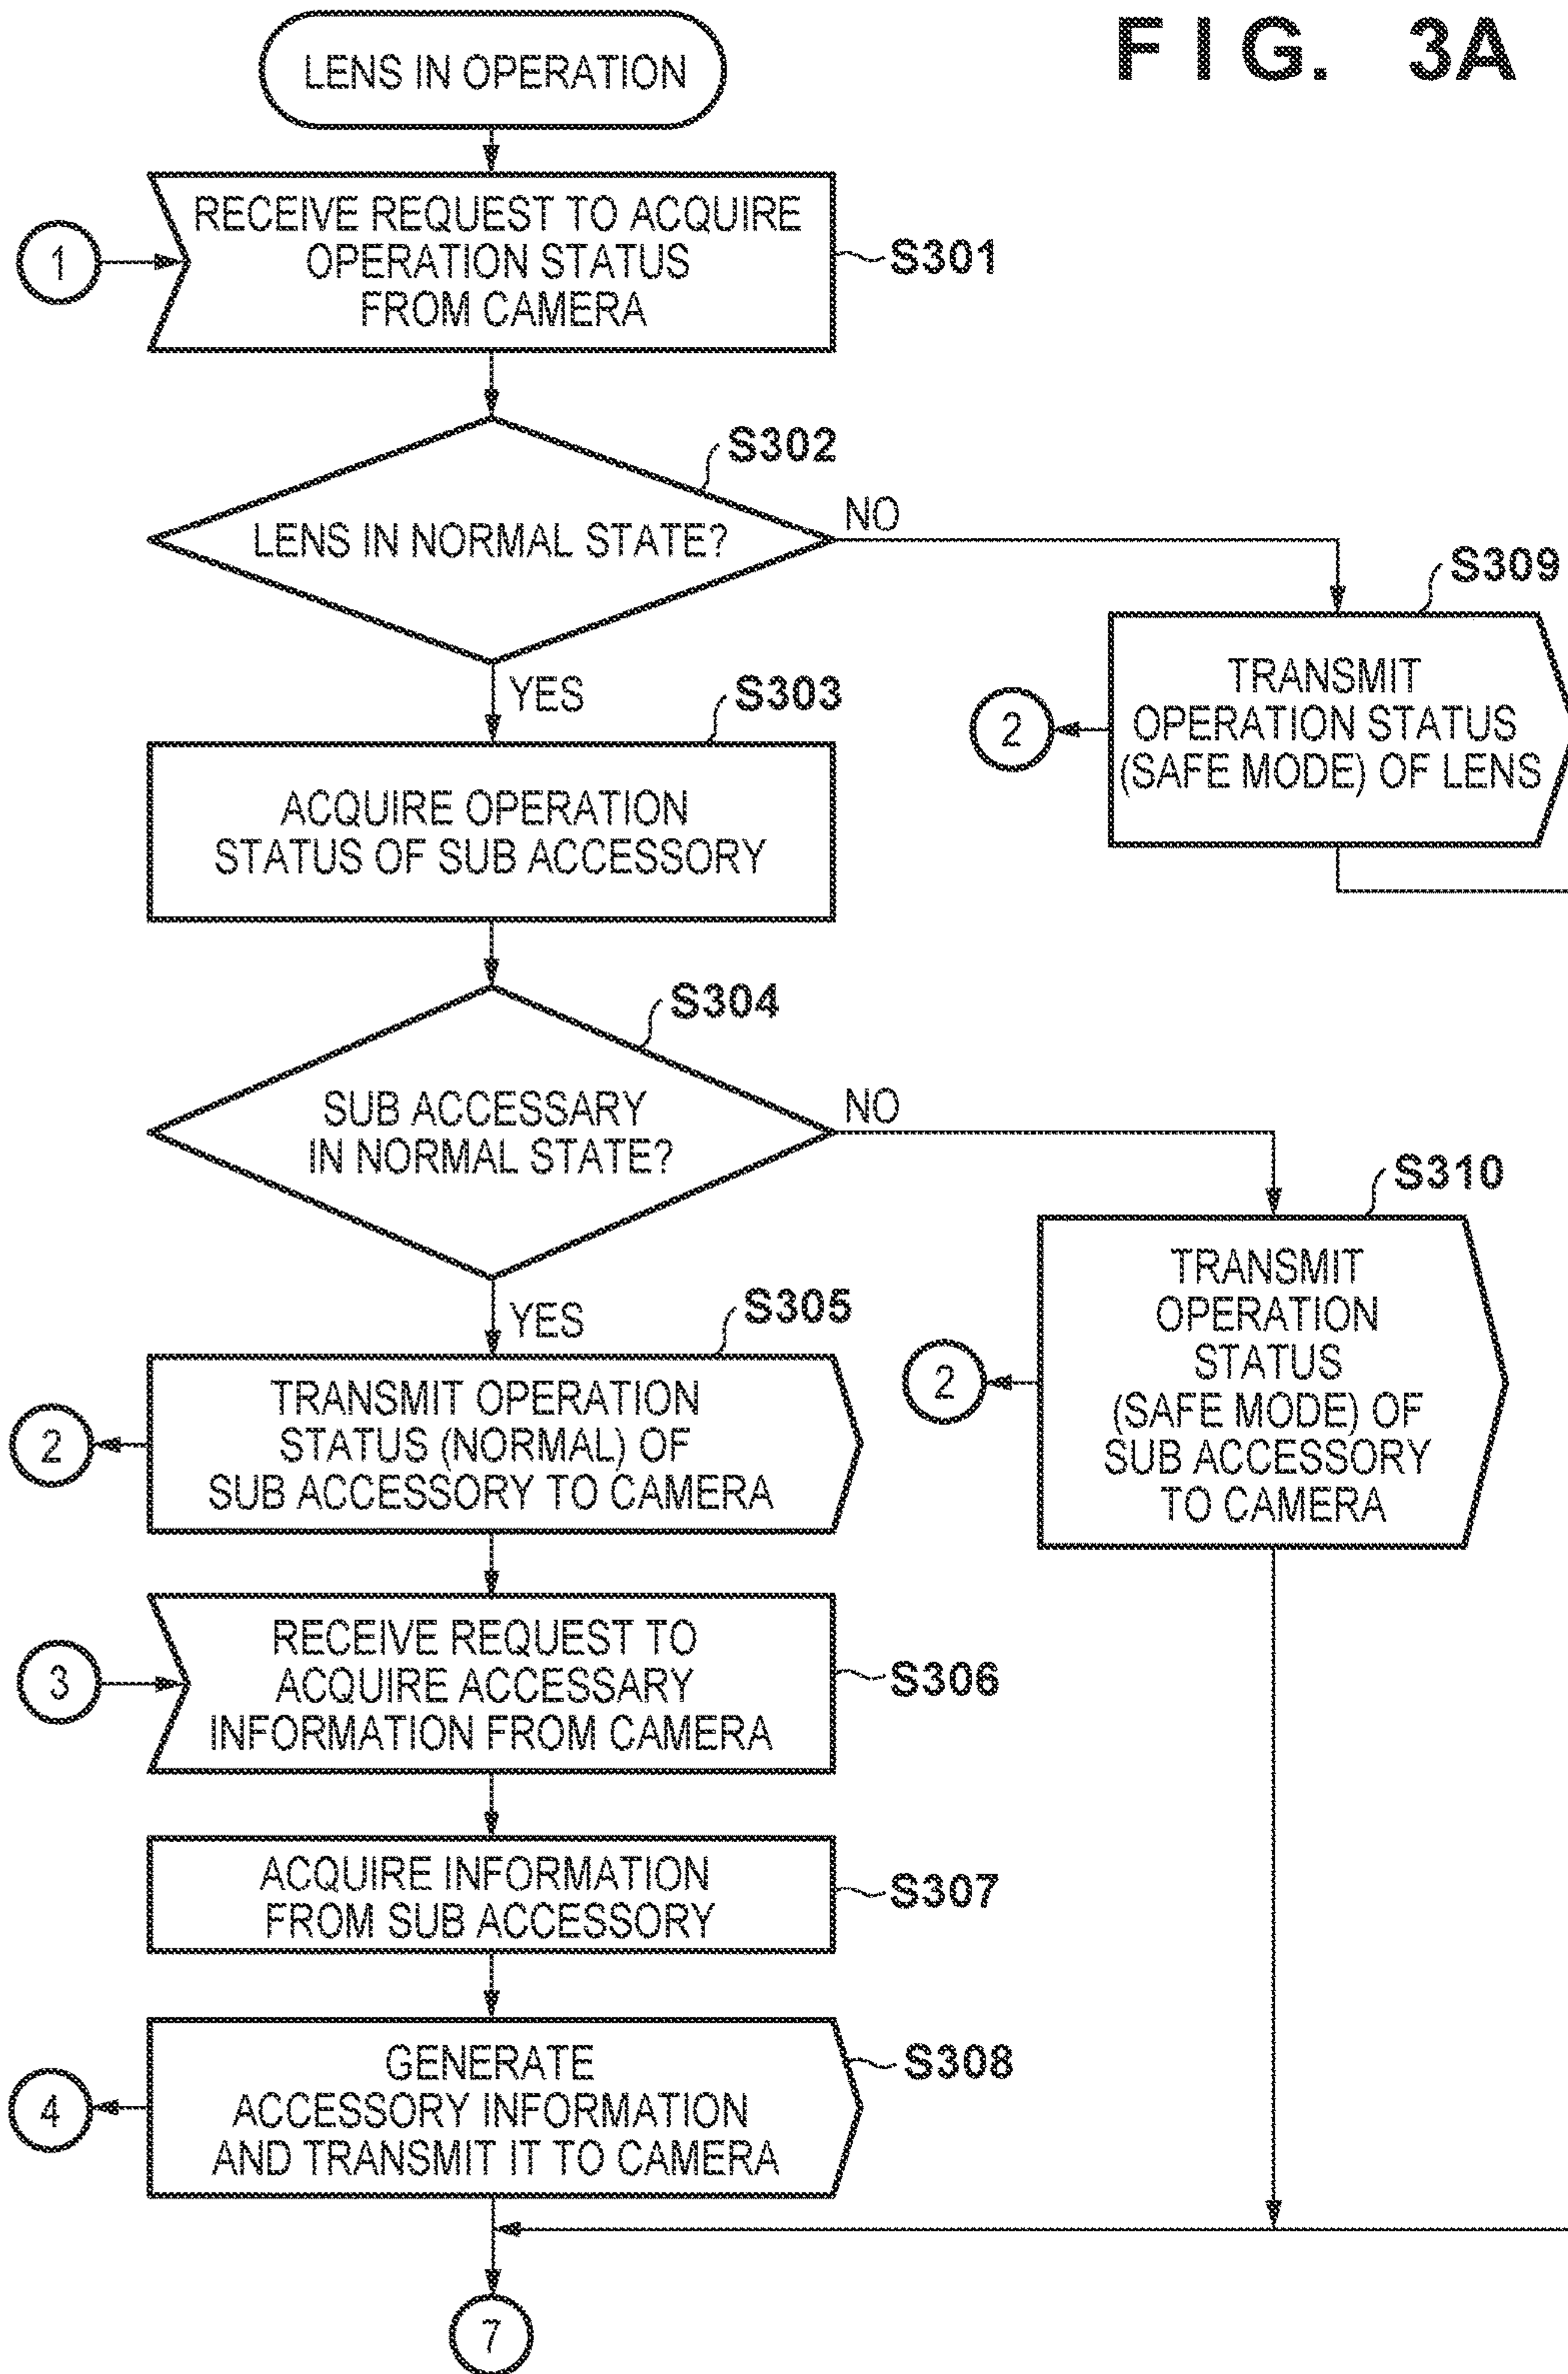 FIG. 3A
LENS IN OPERATION
1
RECEIVE REQUEST TO ACQUIRE
OPERATION STATUS
FROM CAMERA
S301
S302
LENS IN NORMAL STATE?
NO
YES
S309
TRANSMIT
OPERATION STATUS
(SAFE MODE) OF LENS
2
S303
ACQUIRE OPERATION
STATUS OF SUB ACCESSORY
S304
SUB ACCESSARY
IN NORMAL STATE?
NO
YES
S310
TRANSMIT
OPERATION
STATUS
(SAFE MODE) OF
SUB ACCESSORY
TO CAMERA
2
S305
TRANSMIT OPERATION
STATUS (NORMAL) OF
SUB ACCESSORY TO CAMERA
2
3
RECEIVE REQUEST TO
ACQUIRE ACCESSARY
INFORMATION FROM CAMERA
S306
ACQUIRE INFORMATION
FROM SUB ACCESSORY
S307
GENERATE
ACCESSORY INFORMATION
AND TRANSMIT IT TO CAMERA
S308
4
7